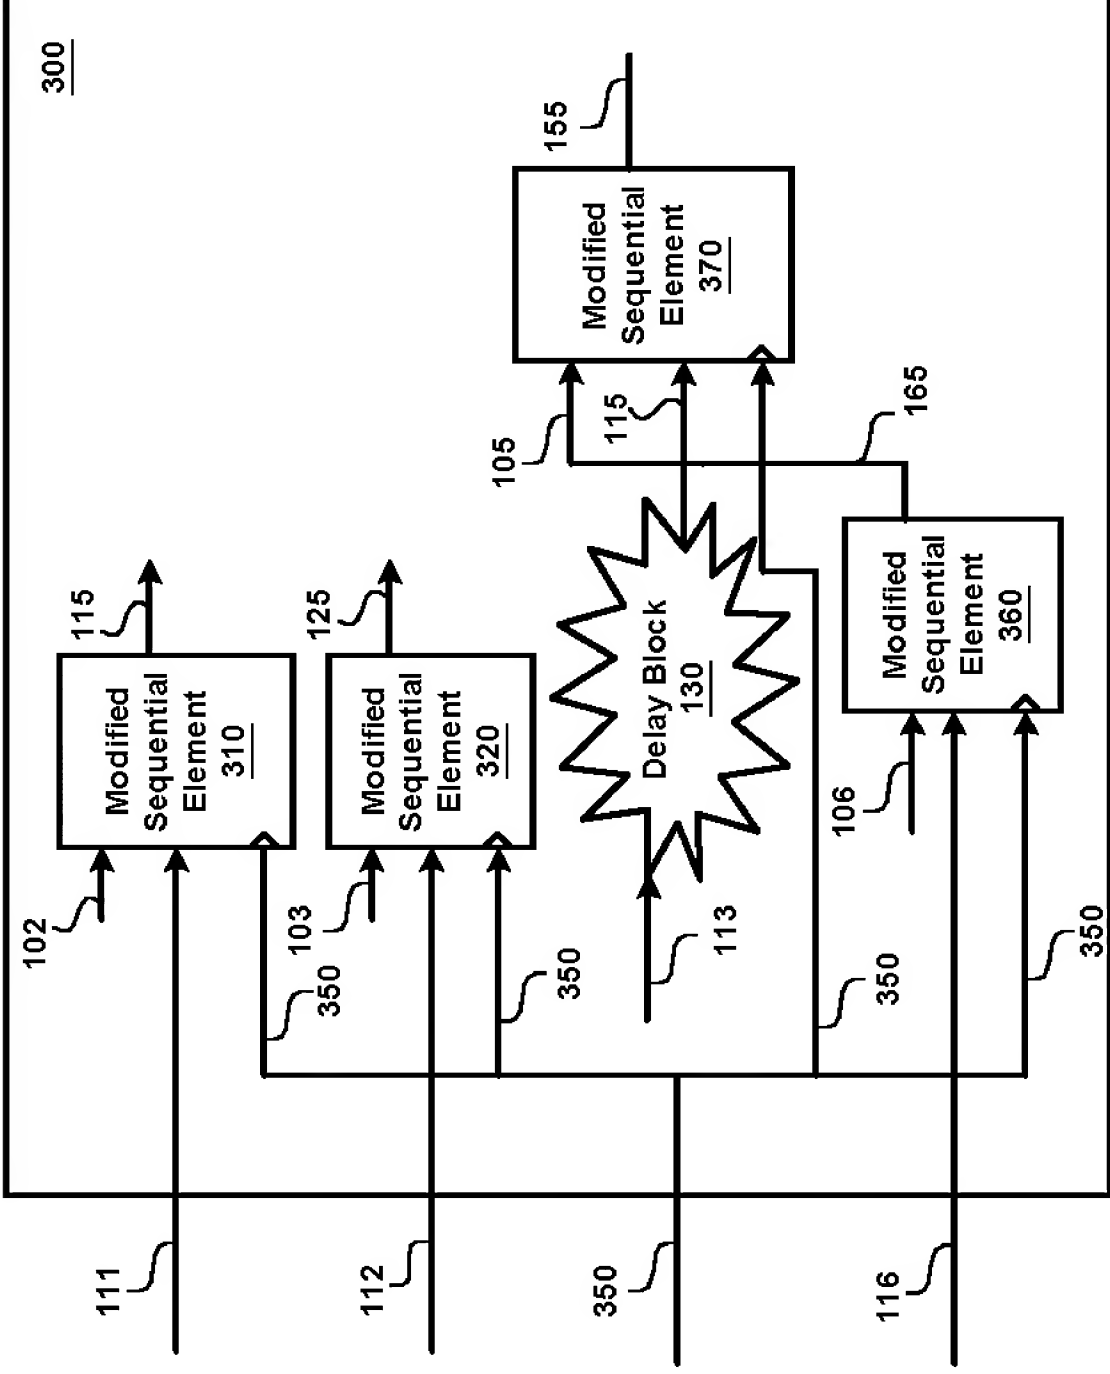 300
102
115
111
Modified
Sequential
Element
310
350
103
125
112
Modified
Sequential
Element
320
350
105
155
Modified
Sequential
Element
370
115
350
113
Delay Block
130
350
165
106
116
Modified
Sequential
Element
360
350